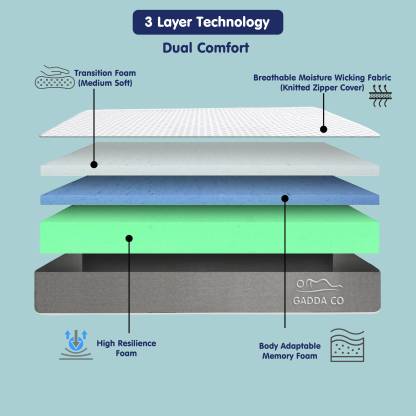 3 Layer Technology
Dual Comfort
Transition Foam
(Medium Soft)
Breathable Moisture Wicking Fabric
(Knitted Zipper Cover)
GADDA CO
High Resilience
Foam
Body Adaptable
Memory Foam